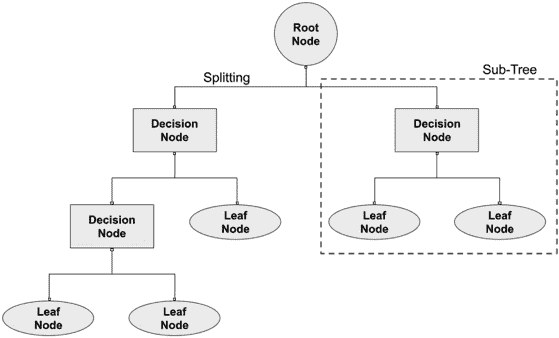 Root
Node
Splitting
Sub-Tree
Decision
Node
Decision
Node
Decision
Node
Leaf
Node
Leaf
Node
Leaf
Node
Leaf
Node
Leaf
Node